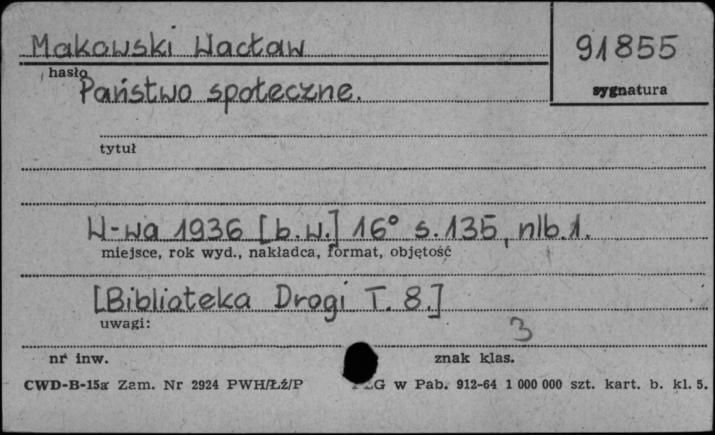 Makowski Wacław
91855
hasło
sygnatura
Państwo społeczne.
tytuł
W-wa 1936 [b.w.] 16° s. 135, nlb. 1.
miejsce, rok wyd., nakładca, format, objętość
[Biblioteka Drogi T. 8.]
uwagi:
3
nr inw.
znak klas.
CWD-B-15a Zam. Nr 2924 PWH/Łź/P w Pab. 912-64 1 000 000 szt. kart. b. kl. 5.